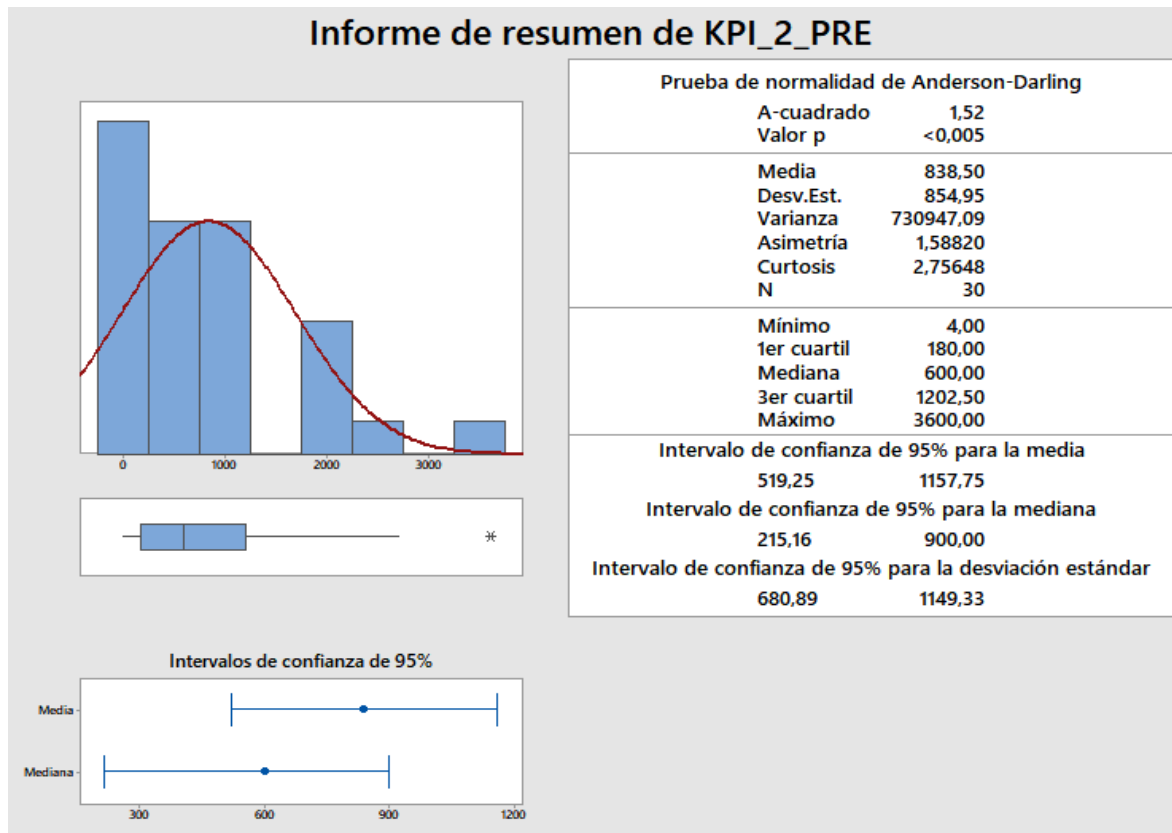 Informe de resumen de KPI_2_PRE
0 1000 2000 3000
Intervalos de confianza de 95%
Media
Mediana
300 600 900 1200
Prueba de normalidad de Anderson-Darling
A-cuadrado 1,52
Valor p <0,005
Media 838,50
Desv.Est. 854,95
Varianza 730947,09
Asimetría 1,58820
Curtosis 2,75648
N 30
Mínimo 4,00
1er cuartil 180,00
Mediana 600,00
3er cuartil 1202,50
Máximo 3600,00
Intervalo de confianza de 95% para la media
519,25 1157,75
Intervalo de confianza de 95% para la mediana
215,16 900,00
Intervalo de confianza de 95% para la desviación estándar
680,89 1149,33